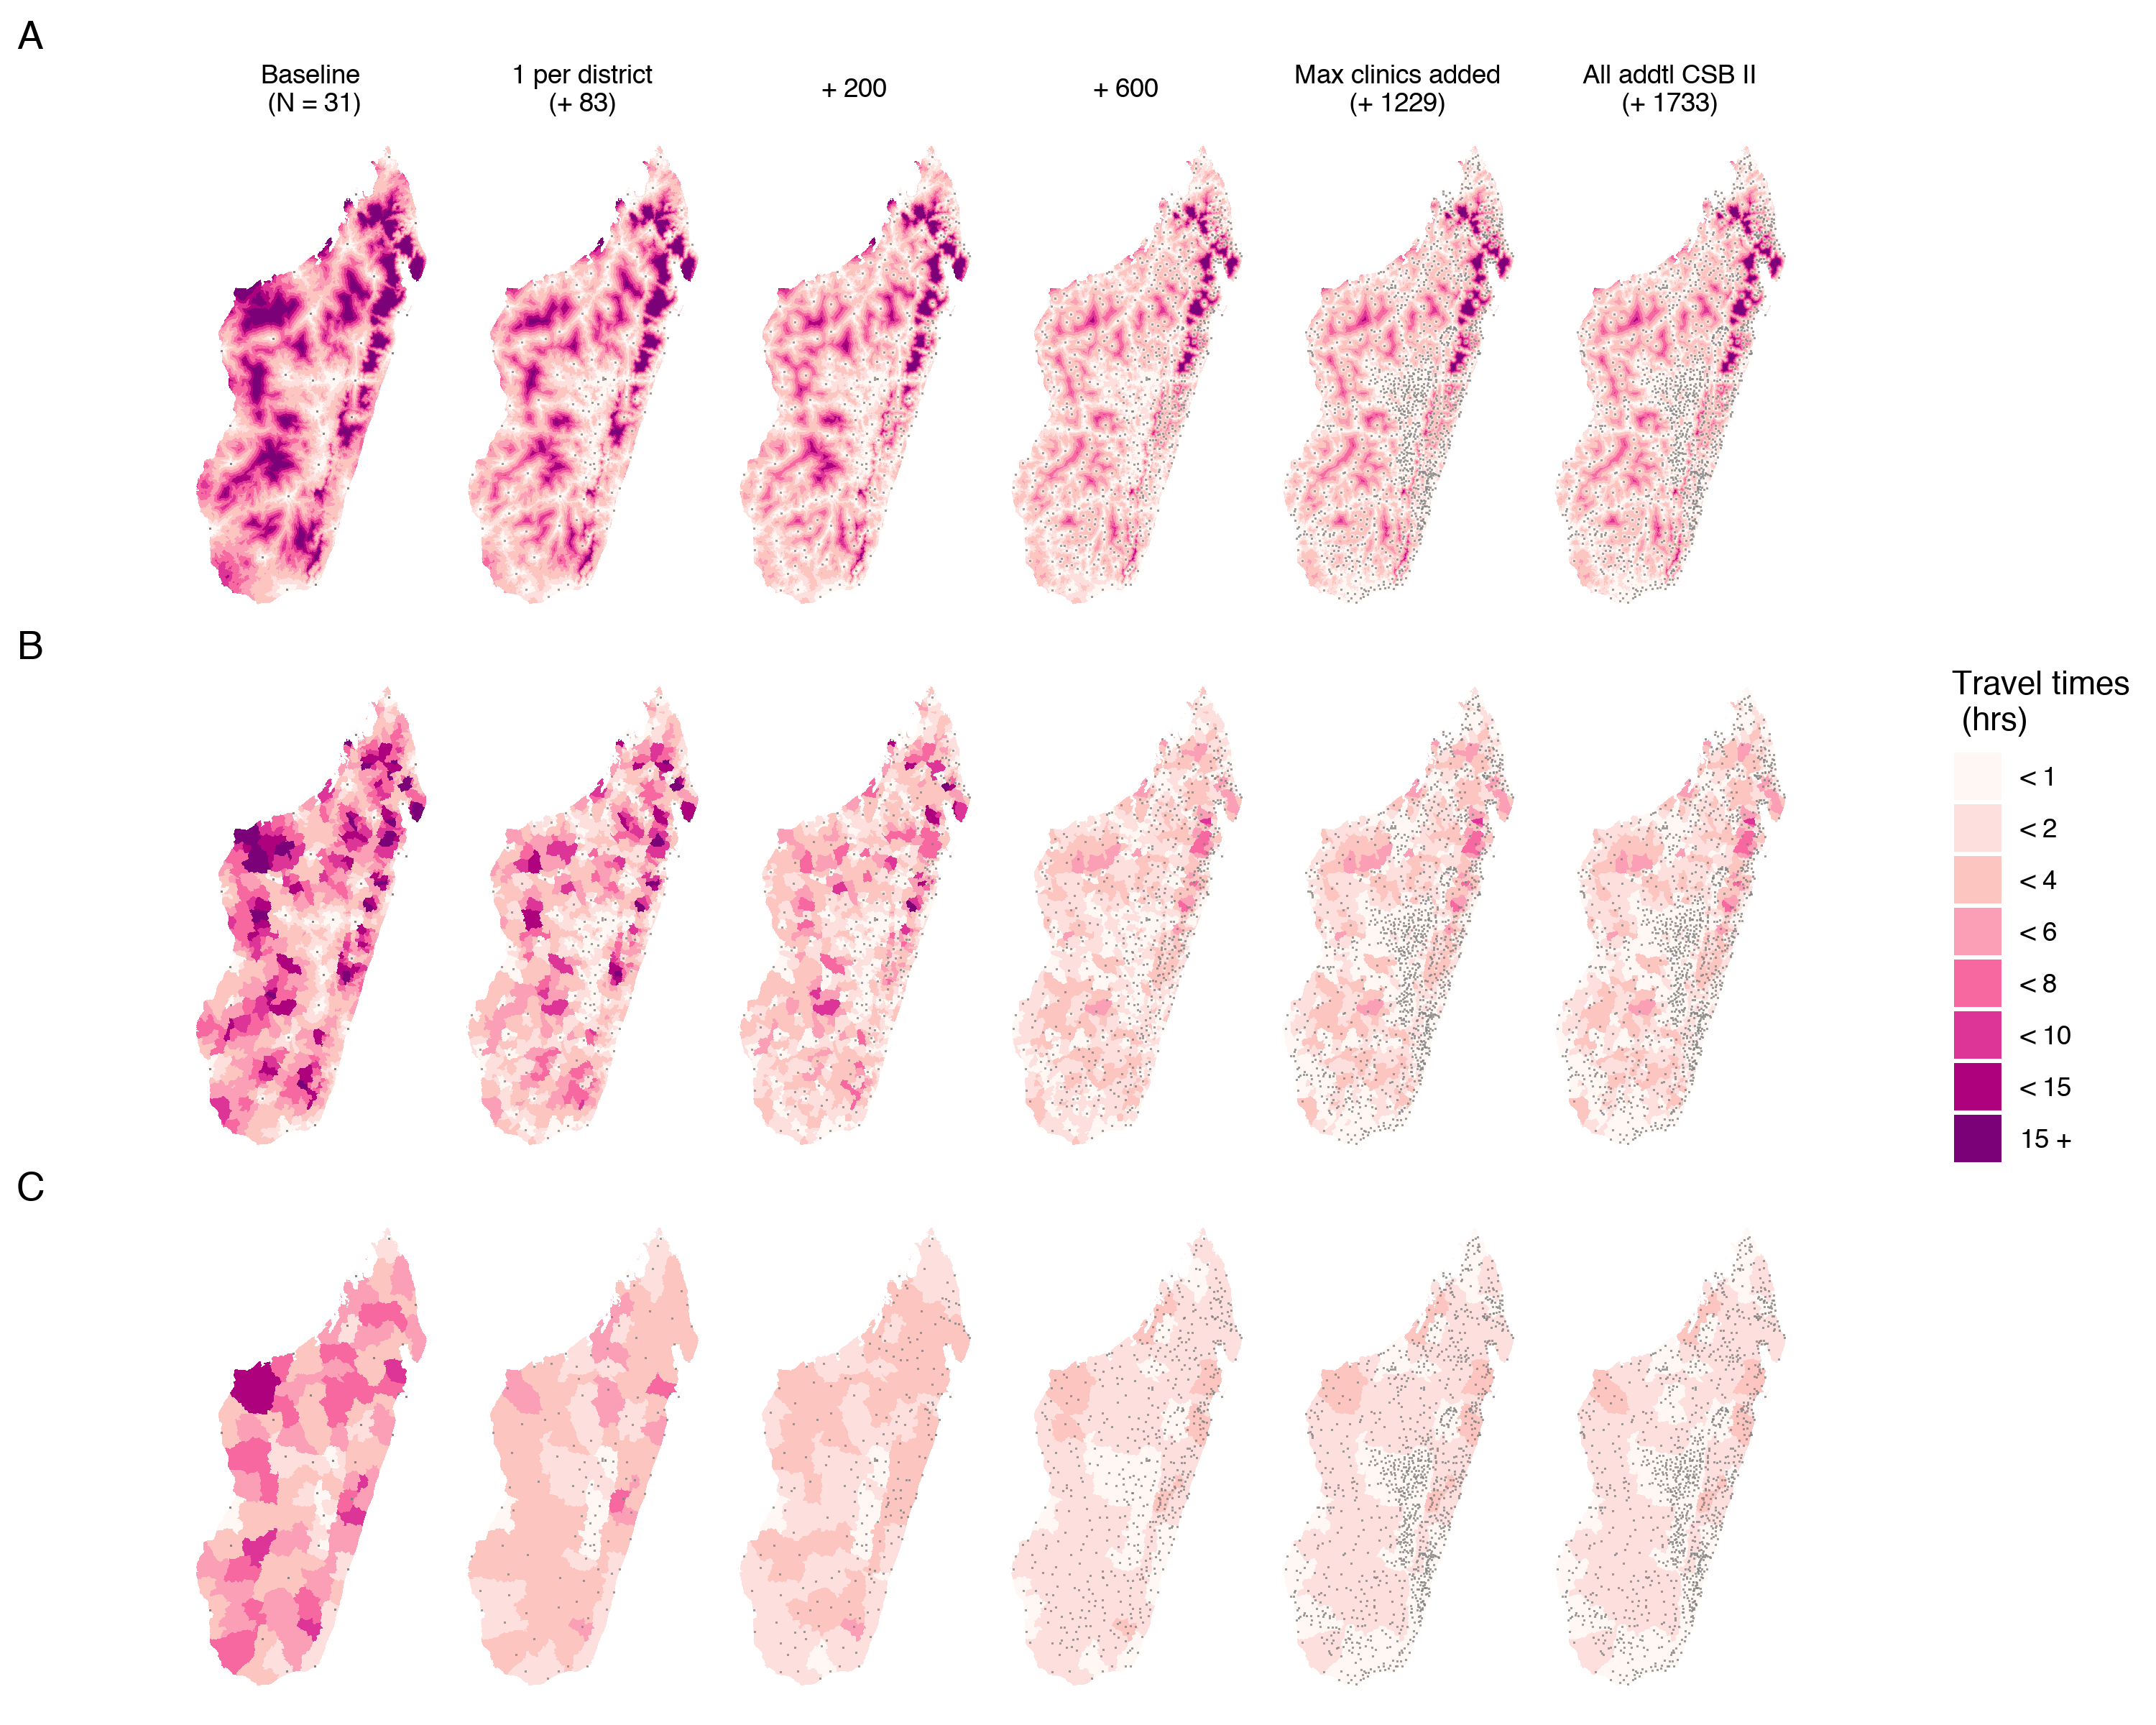 A
Baseline
(N = 31)
1 per district
(+ 83)
+ 200
+ 600
Max clinics added
(+ 1229)
All addtl CSB II
(+ 1733)
B
Travel times
(hrs)
< 1
< 2
< 4
< 6
< 8
< 10
< 15
15 +
C